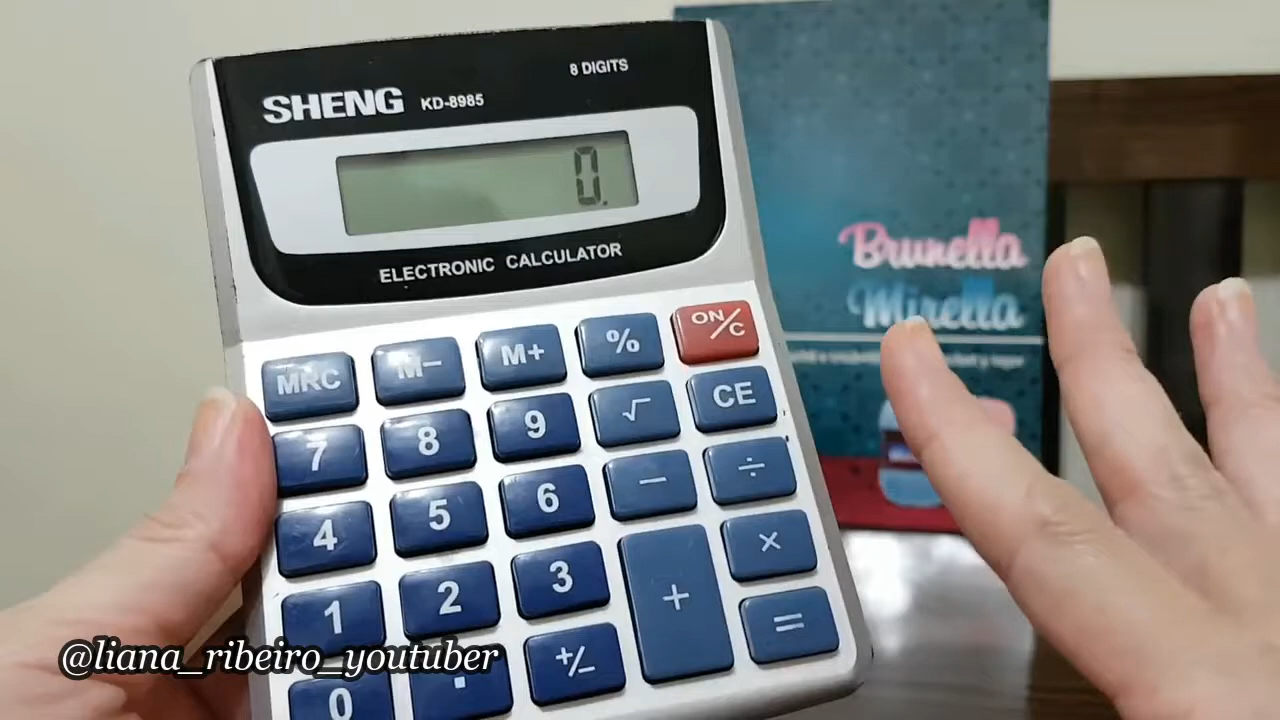 8 DIGITS
SHENG KD-8985
0.
ELECTRONIC CALCULATOR
MRC M− M+ % ON/C
7 8 9 √ CE
4 5 6 − ÷
1 2 3 + ×
0 . +/− =
Brunella
Mirella
@liana_ribeiro_youtuber